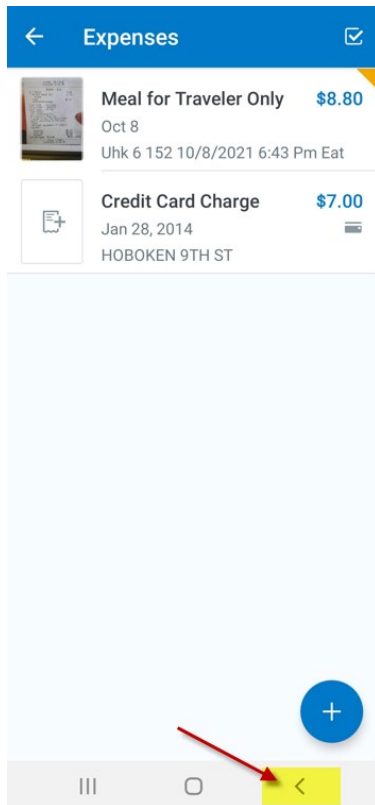 Expenses
Meal for Traveler Only $8.80
Oct 8
Uhk 6 152 10/8/2021 6:43 Pm Eat
Credit Card Charge $7.00
Jan 28, 2014
HOBOKEN 9TH ST